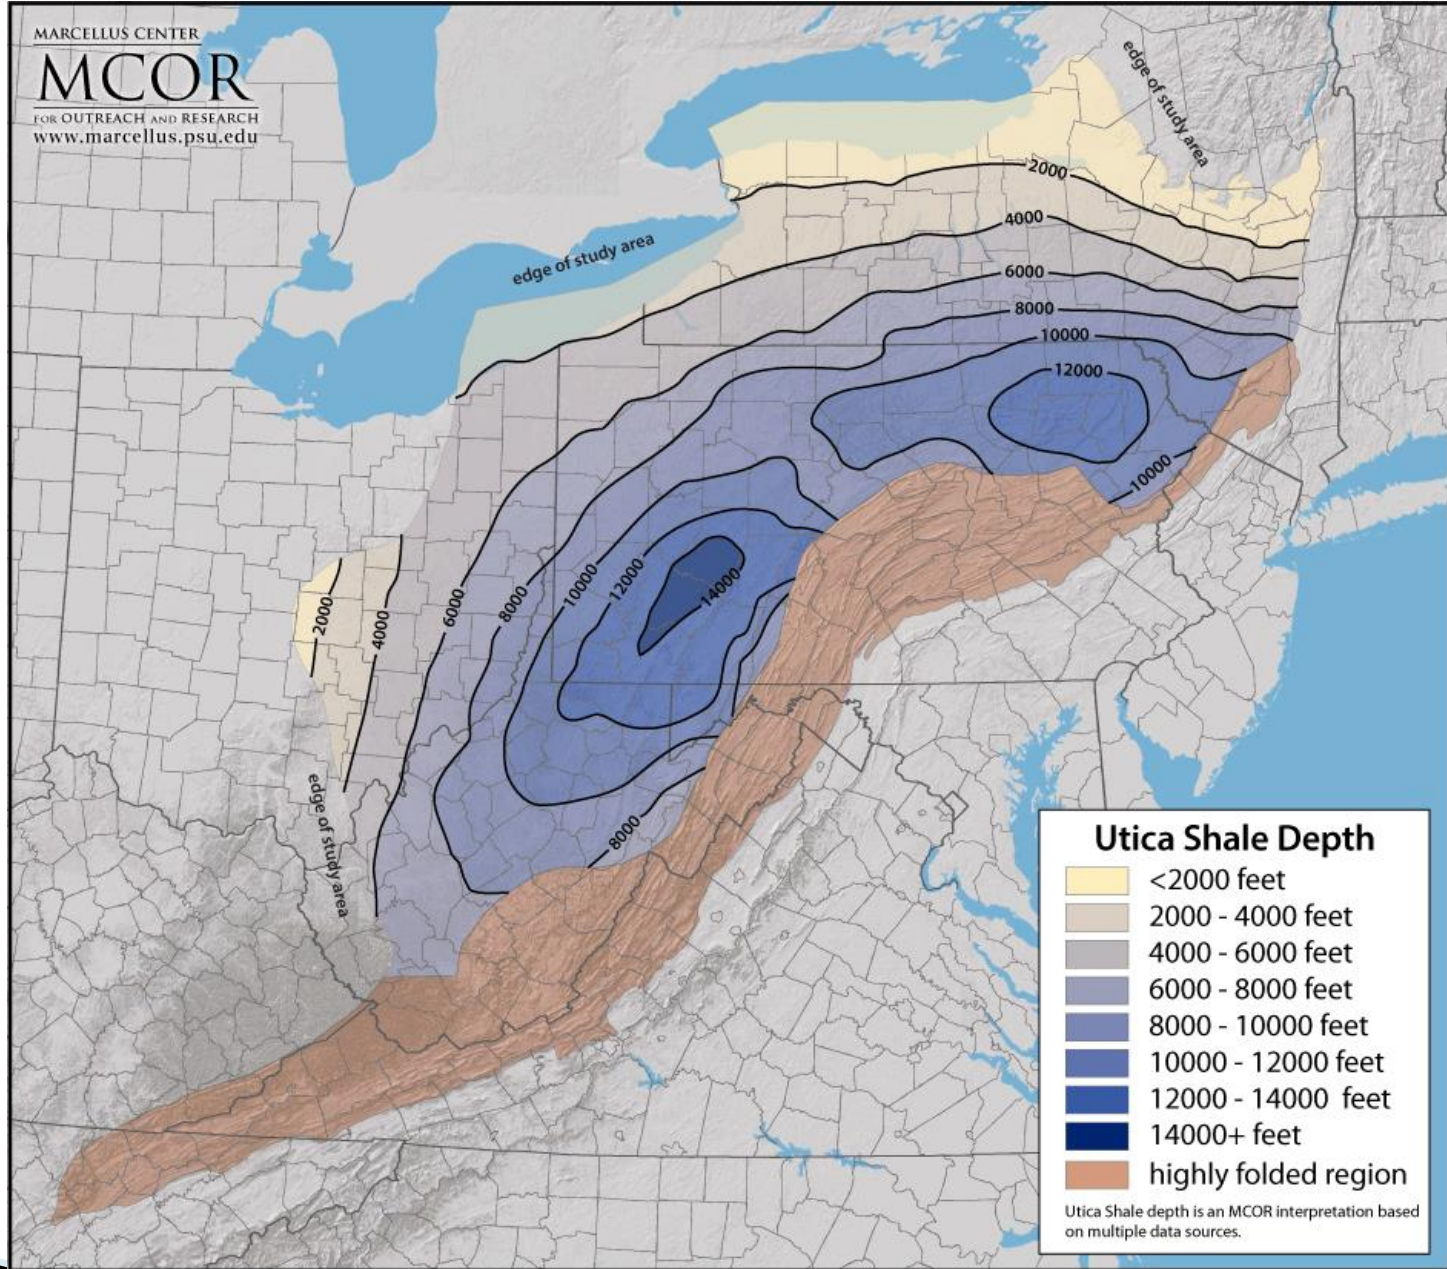 MARCELLUS CENTER
MCOR
FOR OUTREACH AND RESEARCH
www.marcellus.psu.edu
edge of study area
2000
4000
edge of study area
6000
8000
10000
12000
10000
14000
12000
10000
8000
6000
4000
2000
8000
edge of study area
Utica Shale Depth
<2000 feet
2000 - 4000 feet
4000 - 6000 feet
6000 - 8000 feet
8000 - 10000 feet
10000 - 12000 feet
12000 - 14000 feet
14000+ feet
highly folded region
Utica Shale depth is an MCOR interpretation based
on multiple data sources.